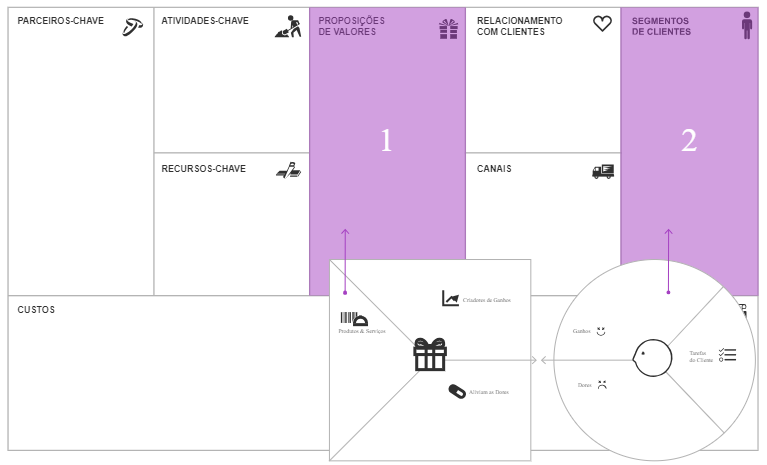 PARCEIROS-CHAVE
ATIVIDADES-CHAVE
PROPOSIÇÕES
DE VALORES
RELACIONAMENTO
COM CLIENTES
SEGMENTOS
DE CLIENTES
1
2
RECURSOS-CHAVE
CANAIS
CUSTOS
Criadores de Ganhos
Produtos & Serviços
Aliviam as Dores
Ganhos
Tarefas
do Cliente
Dores